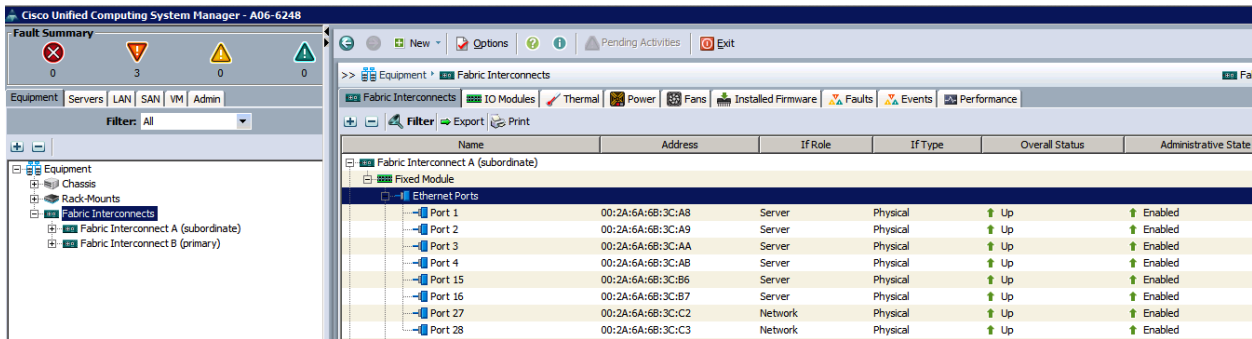 Cisco Unified Computing System Manager - A06-6248
Fault Summary
0 3 0 0
New Options Pending Activities Exit
>> Equipment Fabric Interconnects
Equipment Servers LAN SAN VM Admin
Filter: All
Equipment
Chassis
Rack-Mounts
Fabric Interconnects
Fabric Interconnect A (subordinate)
Fabric Interconnect B (primary)
Fabric Interconnects IO Modules Thermal Power Fans Installed Firmware Faults Events Performance
Filter Export Print
Name Address If Role If Type Overall Status Administrative State
Fabric Interconnect A (subordinate)
Fixed Module
Ethernet Ports
Port 1 00:2A:6A:6B:3C:A8 Server Physical Up Enabled
Port 2 00:2A:6A:6B:3C:A9 Server Physical Up Enabled
Port 3 00:2A:6A:6B:3C:AA Server Physical Up Enabled
Port 4 00:2A:6A:6B:3C:AB Server Physical Up Enabled
Port 15 00:2A:6A:6B:3C:B6 Server Physical Up Enabled
Port 16 00:2A:6A:6B:3C:B7 Server Physical Up Enabled
Port 27 00:2A:6A:6B:3C:C2 Network Physical Up Enabled
Port 28 00:2A:6A:6B:3C:C3 Network Physical Up Enabled